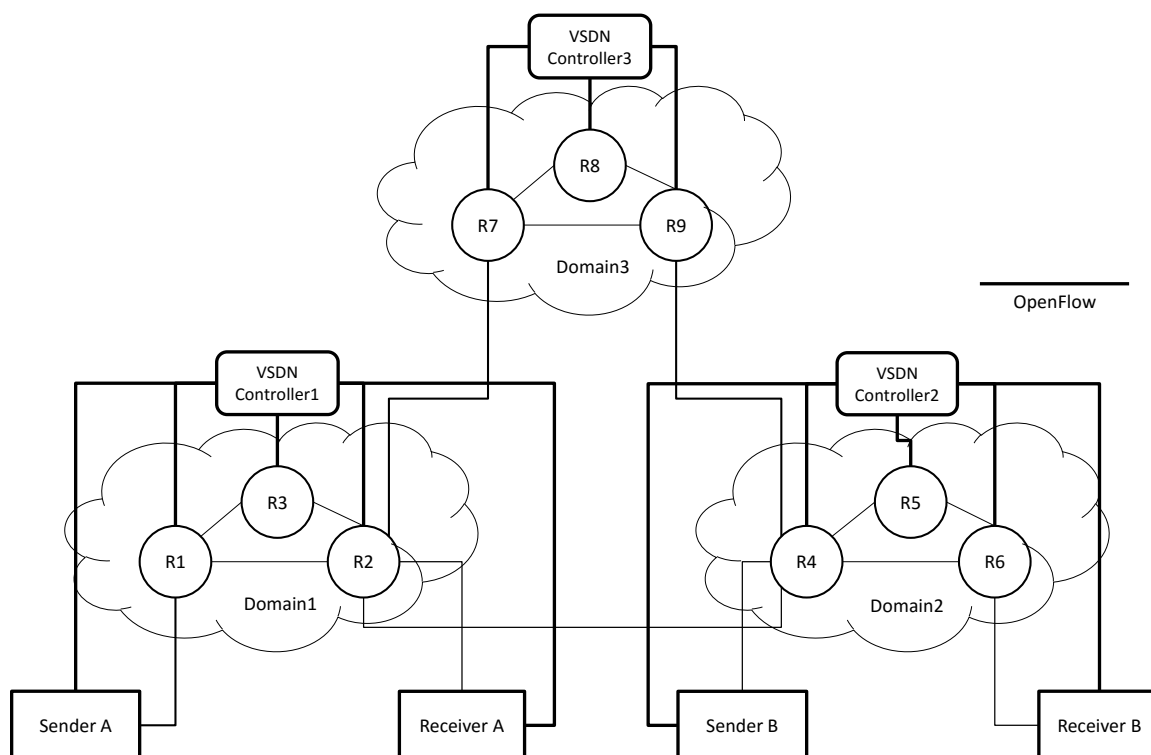 VSDN
Controller3
R8
R7
R9
Domain3
OpenFlow
VSDN
Controller1
VSDN
Controller2
R3
R5
R1
R2
R4
R6
Domain1
Domain2
Sender A
Receiver A
Sender B
Receiver B